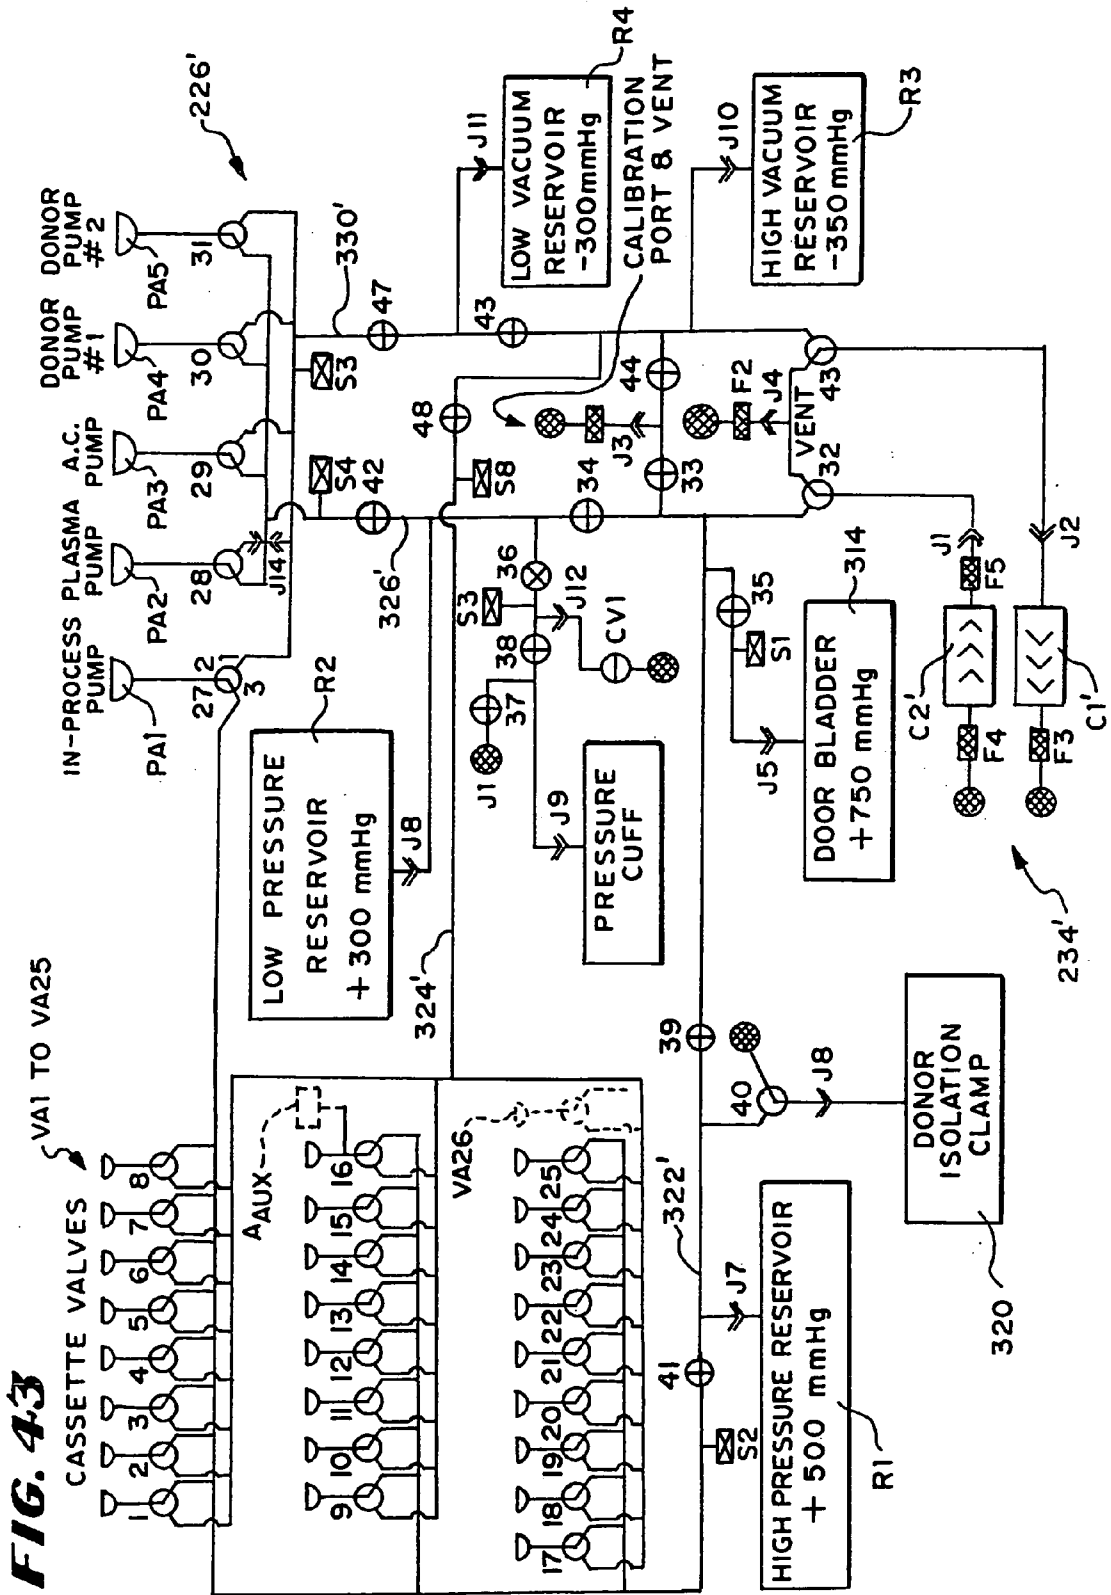 FIG. 43
CASSETTE VALVES
VA1 TO VA25
1 2 3 4 5 6 7 8
AAUX
9 10 11 12 13 14 15 16
VA26
17 18 19 20 21 22 23 24 25
IN-PROCESS
PUMP
PLASMA
PUMP
A.C.
PUMP
DONOR
PUMP
#1
DONOR
PUMP
#2
226'
PA1
PA2
PA3
PA4
PA5
27 2 1 3
28
29
30
31
J14
S4
S3
330'
42
47
326'
324'
LOW PRESSURE
RESERVOIR
+300 mmHg
R2
J8
48
S8
43
J11
LOW VACUUM
RESERVOIR
-300mmHg
R4
CALIBRATION
PORT & VENT
S3
36
38
37
J1
J12
CV1
J9
PRESSURE
CUFF
34
J3
33
44
J10
HIGH VACUUM
RESERVOIR
-350mmHg
R3
F2
J4
VENT
32
43
35
S1
J5
DOOR BLADDER
+750 mmHg
314
J1
F5
C2'
F4
J2
C1'
F3
234'
39
40
J8
DONOR
ISOLATION
CLAMP
320
322'
41
S2
J7
HIGH PRESSURE RESERVOIR
+500 mmHg
R1